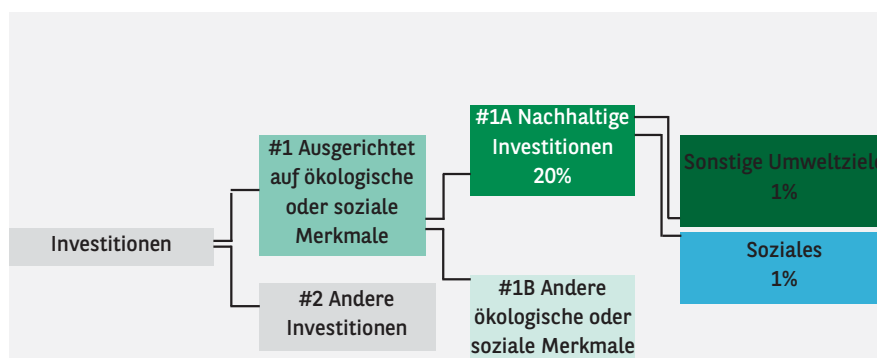 Investitionen
#1 Ausgerichtet
auf ökologische
oder soziale
Merkmale
#2 Andere
Investitionen
#1A Nachhaltige
Investitionen
20%
#1B Andere
ökologische oder
soziale Merkmale
Sonstige Umweltziele
1%
Soziales
1%